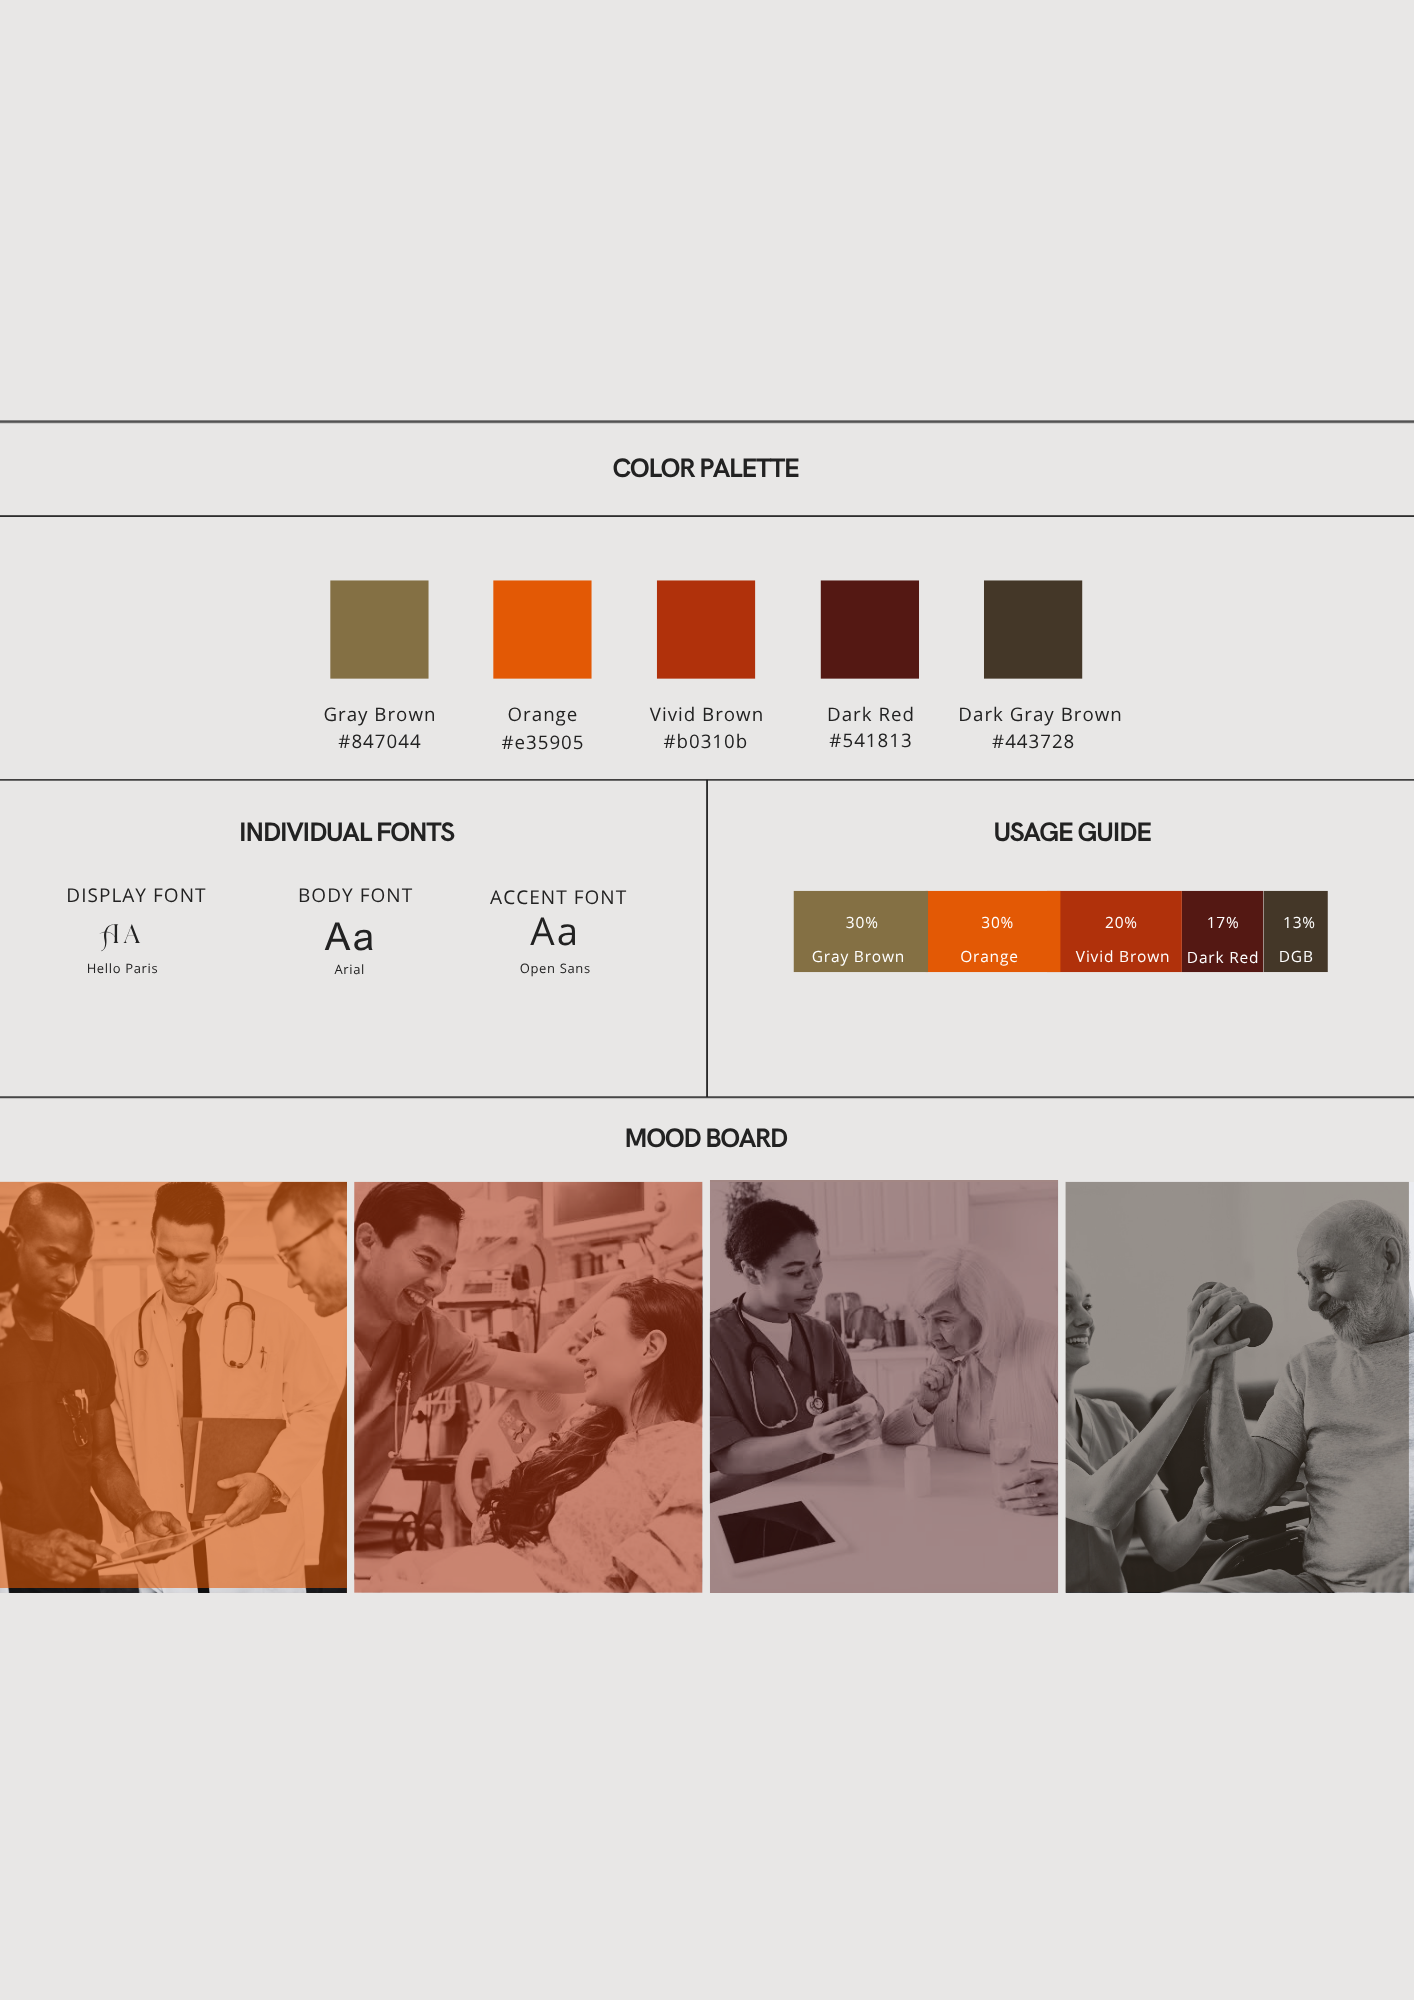 COLOR PALETTE
Gray Brown
#847044
Orange
#e35905
Vivid Brown
#b0310b
Dark Red
#541813
Dark Gray Brown
#443728
INDIVIDUAL FONTS
DISPLAY FONT
AA
Hello Paris
BODY FONT
Aa
Arial
ACCENT FONT
Aa
Open Sans
USAGE GUIDE
30%
Gray Brown
30%
Orange
20%
Vivid Brown
17%
Dark Red
13%
DGB
MOOD BOARD